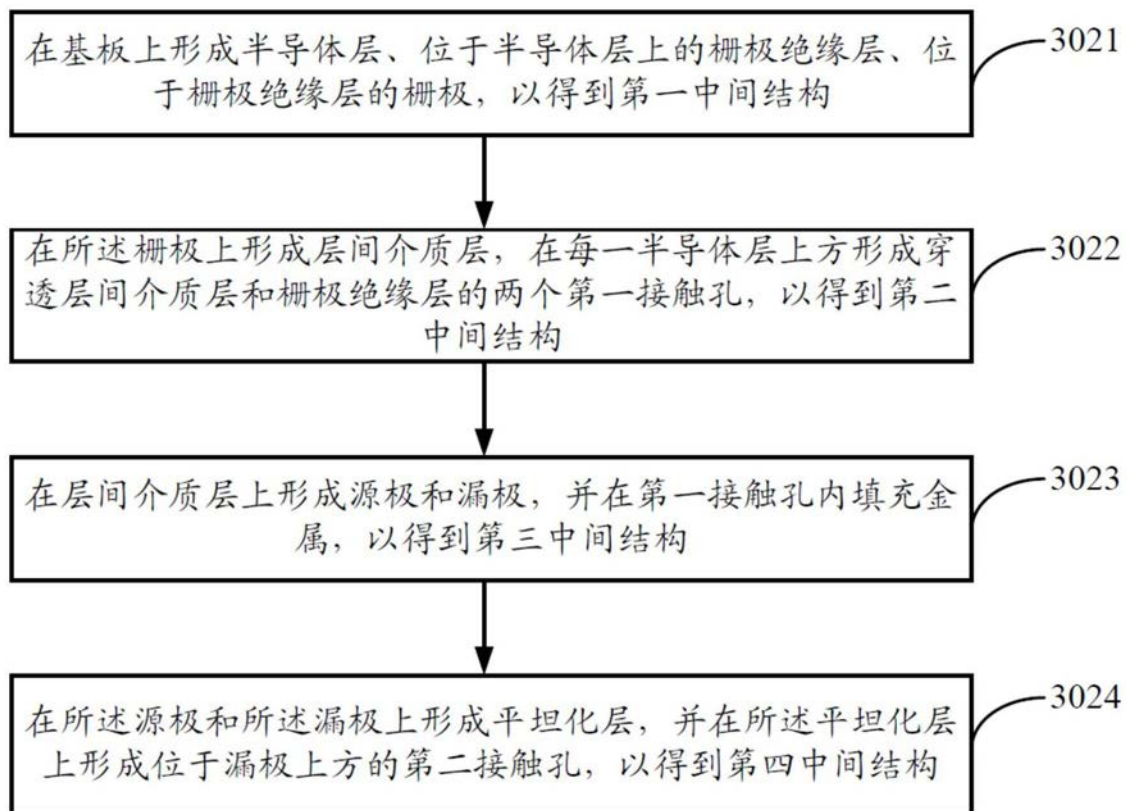 在基板上形成半导体层、位于半导体层上的栅极绝缘层、位
于栅极绝缘层的栅极，以得到第一中间结构
3021
在所述栅极上形成层间介质层，在每一半导体层上方形成穿
透层间介质层和栅极绝缘层的两个第一接触孔，以得到第二
中间结构
3022
在层间介质层上形成源极和漏极，并在第一接触孔内填充金
属，以得到第三中间结构
3023
在所述源极和所述漏极上形成平坦化层，并在所述平坦化层
上形成位于漏极上方的第二接触孔，以得到第四中间结构
3024